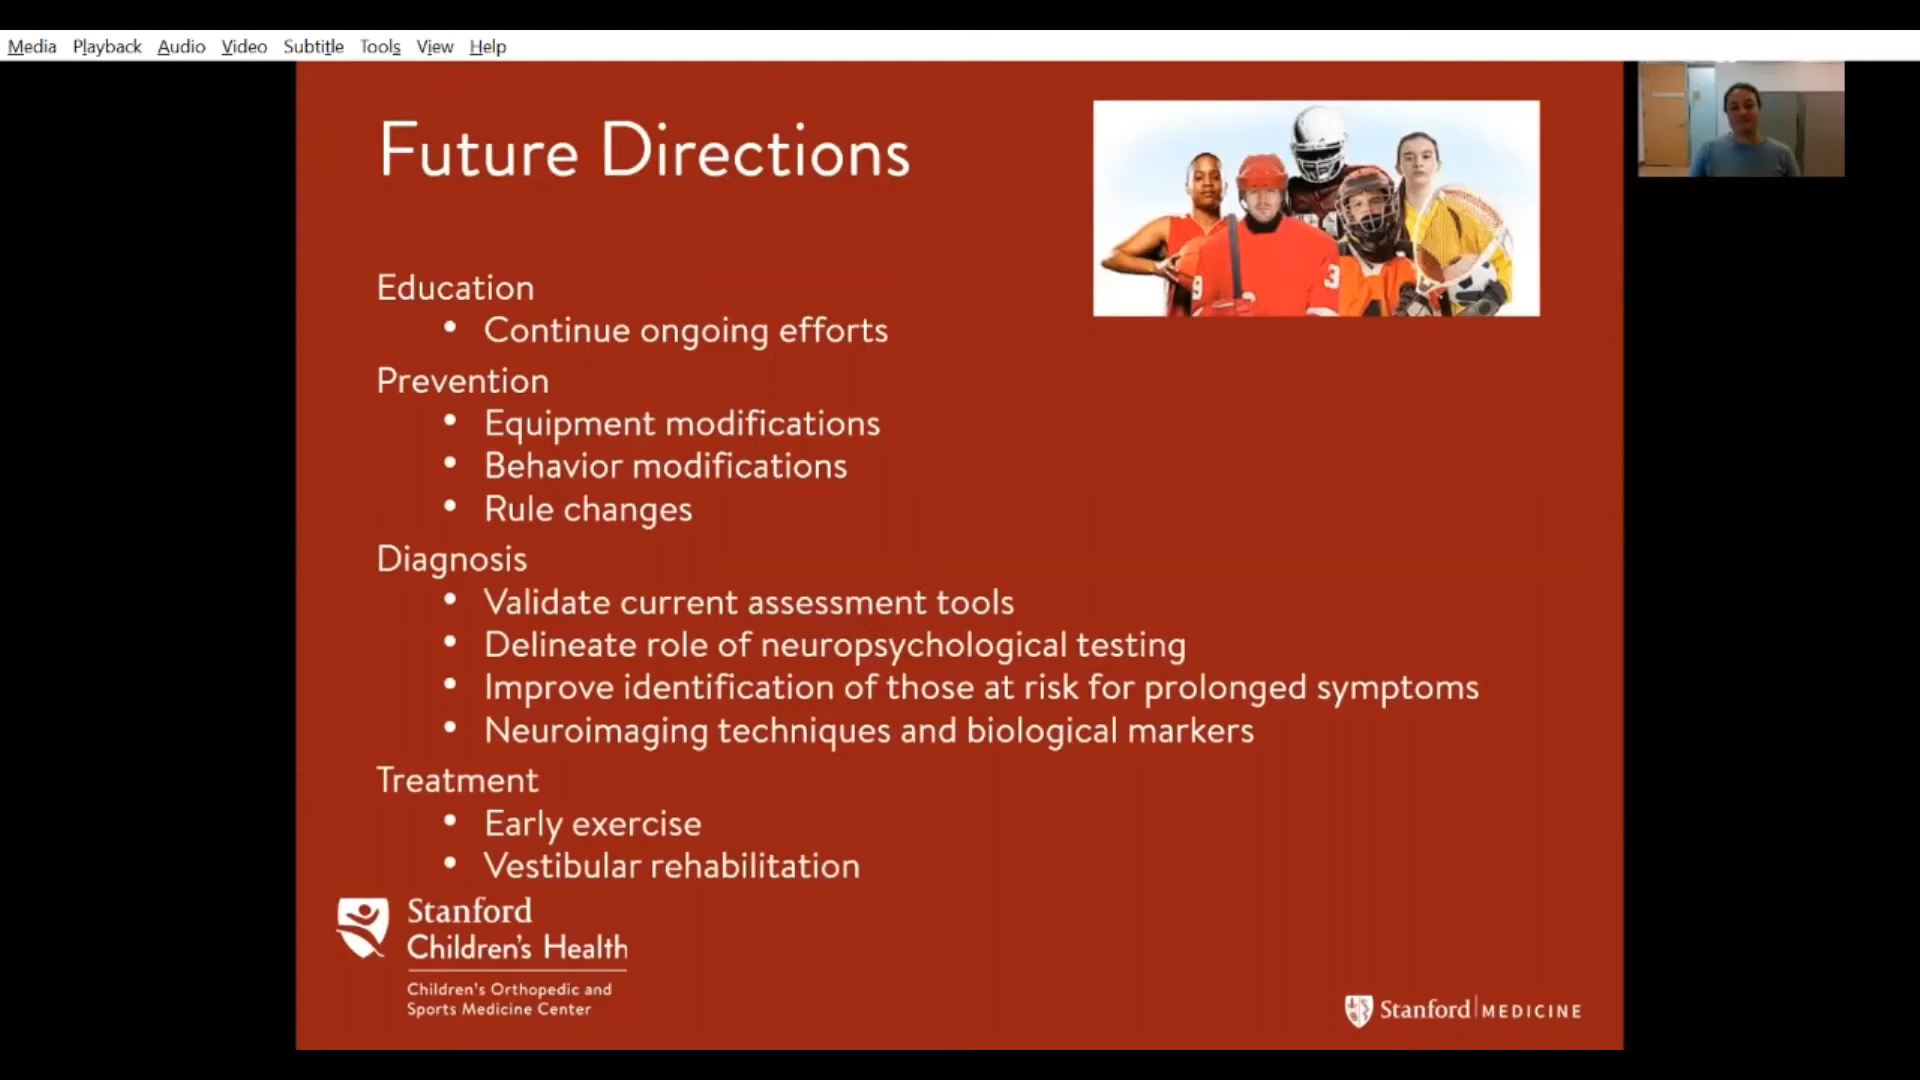 Media Playback Audio Video Subtitle Tools View Help
Future Directions
9 3
Education
• Continue ongoing efforts
Prevention
• Equipment modifications
• Behavior modifications
• Rule changes
Diagnosis
• Validate current assessment tools
• Delineate role of neuropsychological testing
• Improve identification of those at risk for prolonged symptoms
• Neuroimaging techniques and biological markers
Treatment
• Early exercise
• Vestibular rehabilitation
Stanford
Children's Health
Children's Orthopedic and
Sports Medicine Center
Stanford MEDICINE